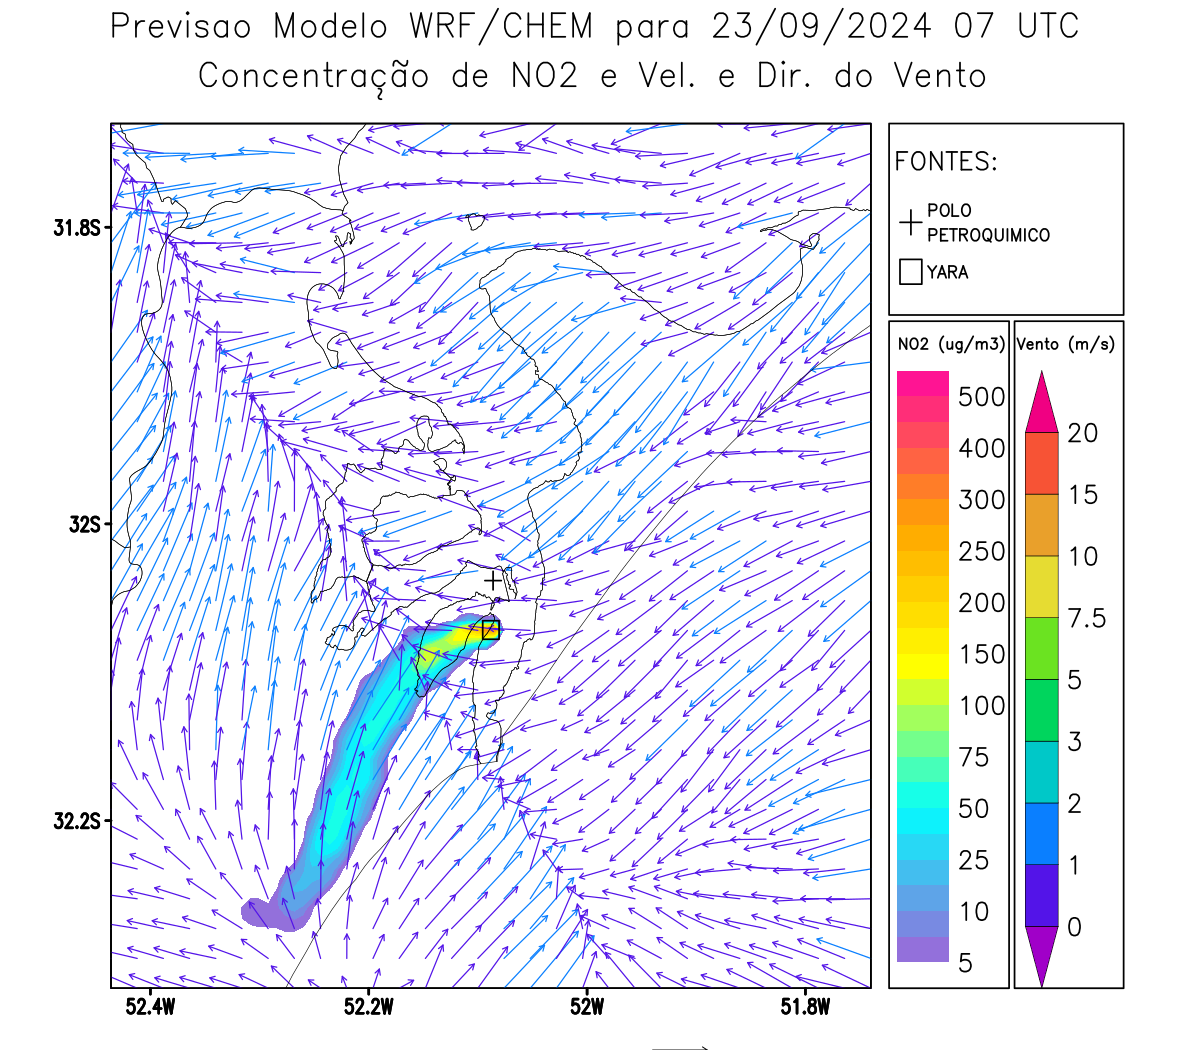 Previsao Modelo WRF/CHEM para 23/09/2024 07 UTC
Concentração de NO2 e Vel. e Dir. do Vento
FONTES:
POLO
PETROQUIMICO
YARA
NO2 (ug/m3)
500
400
300
250
200
150
100
75
50
25
10
5
Vento (m/s)
20
15
10
7.5
5
3
2
1
0
31.8S
32S
32.2S
52.4W
52.2W
52W
51.8W